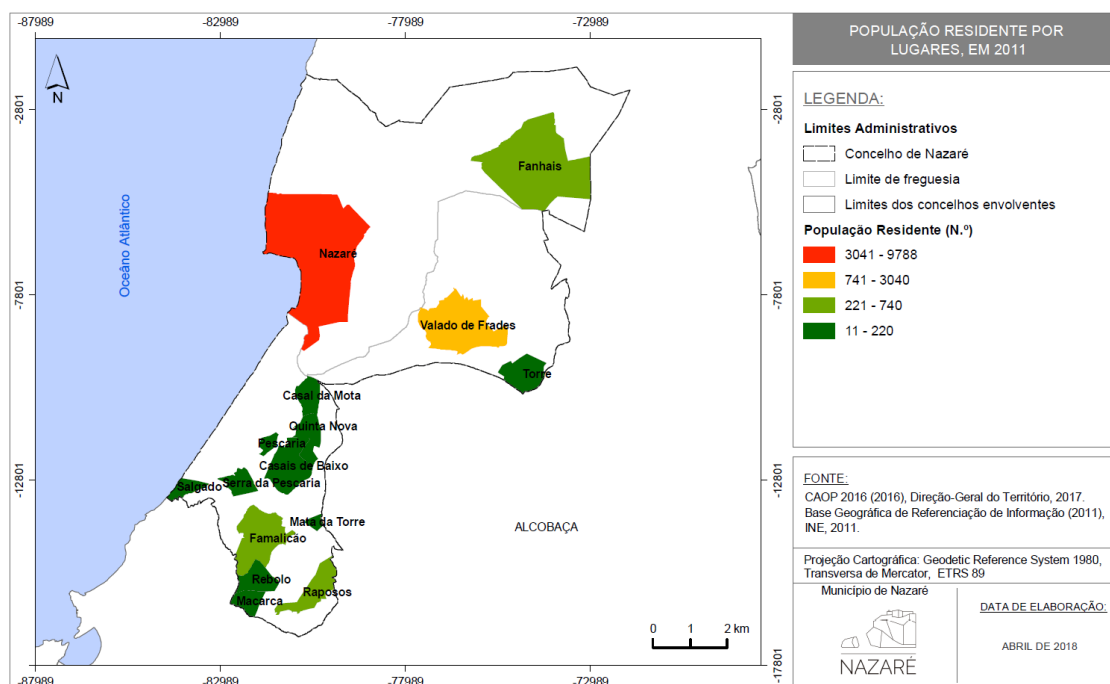 -87989
-82989
-77989
-72989
-2801
-2801
N
Fanhais
Oceâno Atlântico
Nazaré
-7801
-7801
Valado de Frades
Torre
Casal da Mota
Quinta Nova
Pescaria
Casais de Baixo
-12801
-12801
Salgado
Serra da Pescaria
Mata da Torre
ALCOBAÇA
Famalicão
Rebolo
Raposos
Macarca
0 1 2 km
-17801
-17801
-87989
-82989
-77989
-72989
POPULAÇÃO RESIDENTE POR
LUGARES, EM 2011
LEGENDA:
Limites Administrativos
Concelho de Nazaré
Limite de freguesia
Limites dos concelhos envolventes
População Residente (N.º)
3041 - 9788
741 - 3040
221 - 740
11 - 220
FONTE:
CAOP 2016 (2016), Direção-Geral do Território, 2017.
Base Geográfica de Referenciação de Informação (2011),
INE, 2011.
Projeção Cartográfica: Geodetic Reference System 1980,
Transversa de Mercator, ETRS 89
Município de Nazaré
NAZARÉ
DATA DE ELABORAÇÃO:
ABRIL DE 2018